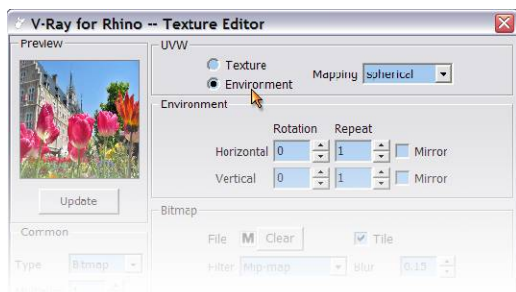 V-Ray for Rhino -- Texture Editor
Preview
UVW
Texture
Environment
Mapping spherical
Environment
Rotation Repeat
Horizontal 0 1 Mirror
Vertical 0 1 Mirror
Update
Bitmap
Common
File M Clear Tile
Type Bitmap
Filter Mip-map Blur 0.15